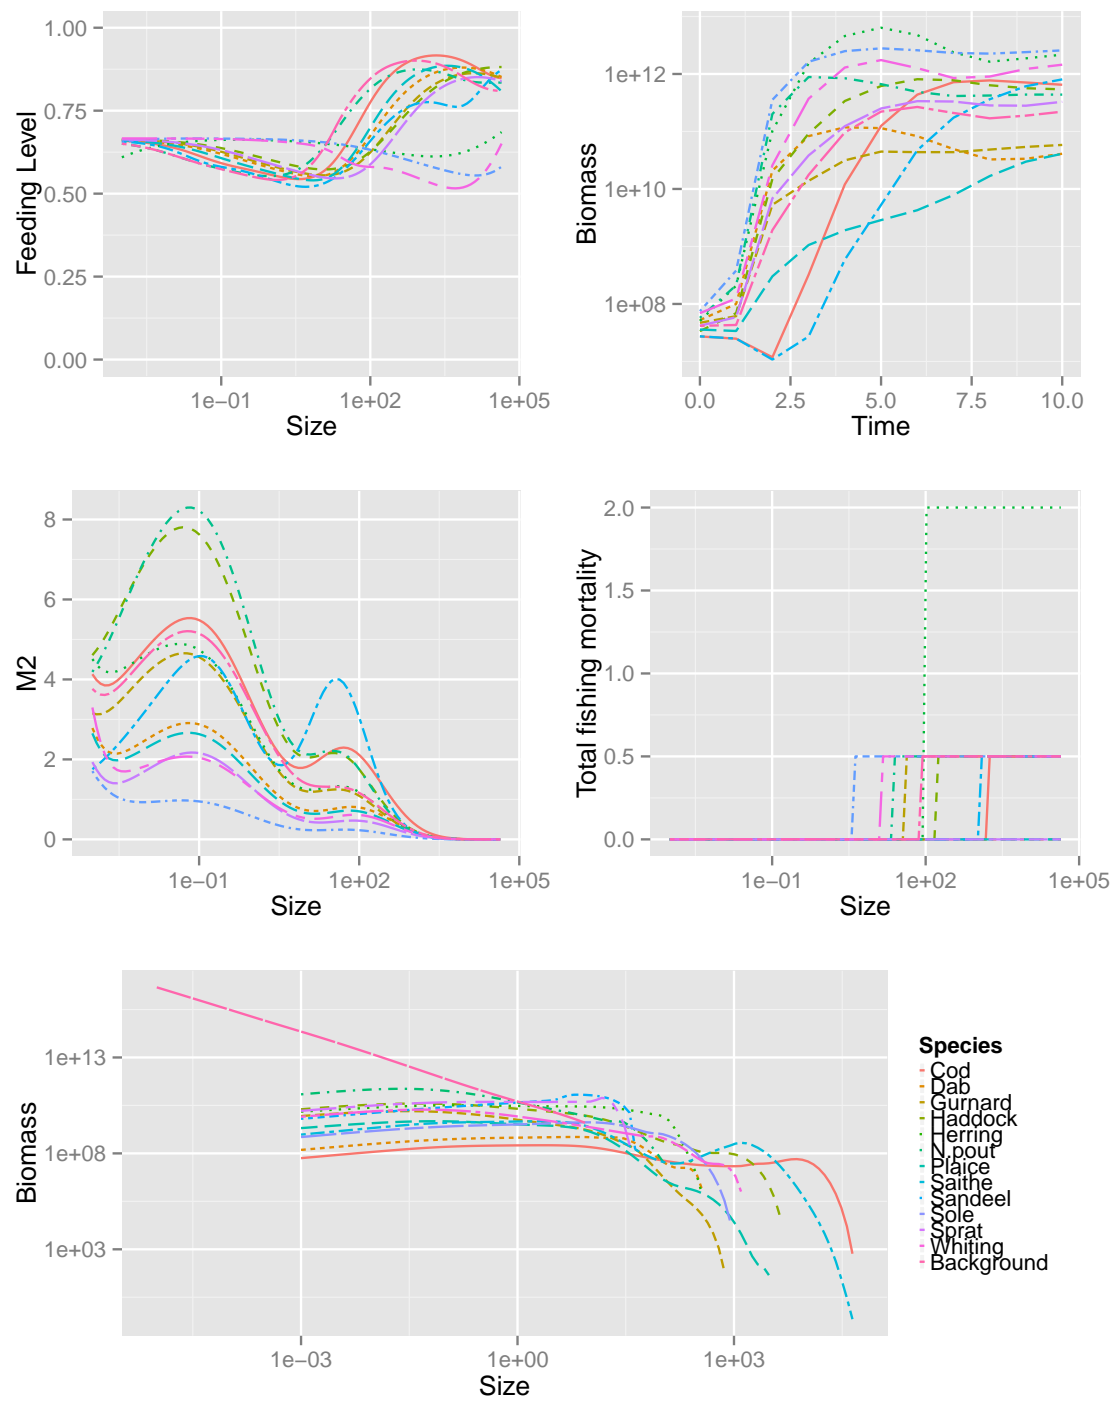 1.00
0.75
0.50
0.25
0.00
Feeding Level
1e−01 1e+02 1e+05
Size
1e+12
1e+10
1e+08
Biomass
0.0 2.5 5.0 7.5 10.0
Time
8
6
4
2
0
M2
1e−01 1e+02 1e+05
Size
2.0
1.5
1.0
0.5
0.0
Total fishing mortality
1e−01 1e+02 1e+05
Size
1e+13
1e+08
1e+03
Biomass
1e−03 1e+00 1e+03
Size
Species
Cod
Dab
Gurnard
Haddock
Herring
N.pout
Plaice
Saithe
Sandeel
Sole
Sprat
Whiting
Background